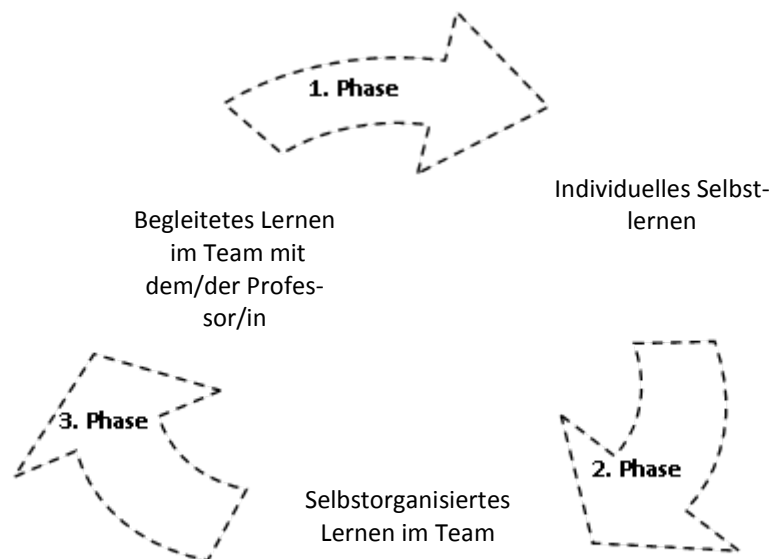 1. Phase
Individuelles Selbst-
lernen
Begleitetes Lernen
im Team mit
dem/der Profes-
sor/in
3. Phase
2. Phase
Selbstorganisiertes
Lernen im Team